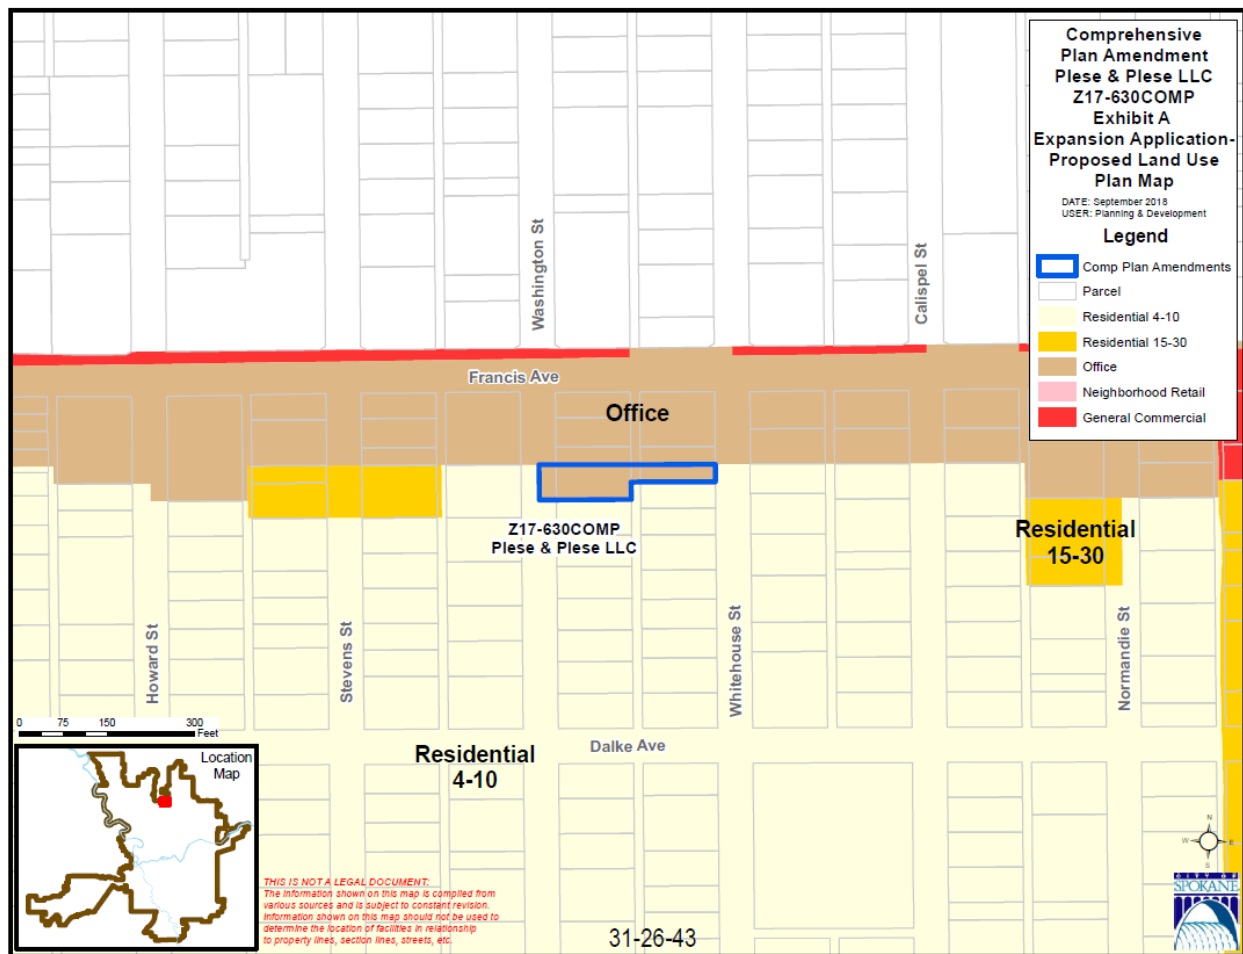 Comprehensive
Plan Amendment
Plese & Plese LLC
Z17-630COMP
Exhibit A
Expansion Application-
Proposed Land Use
Plan Map
DATE: September 2018
USER: Planning & Development
Legend
Comp Plan Amendments
Parcel
Residential 4-10
Residential 15-30
Office
Neighborhood Retail
General Commercial
Washington St
Calispel St
Francis Ave
Office
Z17-630COMP
Plese & Plese LLC
Residential
15-30
Howard St
Stevens St
Whitehouse St
Normandie St
0 75 150 300
Feet
Dalke Ave
Residential
4-10
Location
Map
N
W E
S
CITY OF
SPOKANE
THIS IS NOT A LEGAL DOCUMENT:
The information shown on this map is compiled from
various sources and is subject to constant revision.
Information shown on this map should not be used to
determine the location of facilities in relationship
to property lines, section lines, streets, etc.
31-26-43